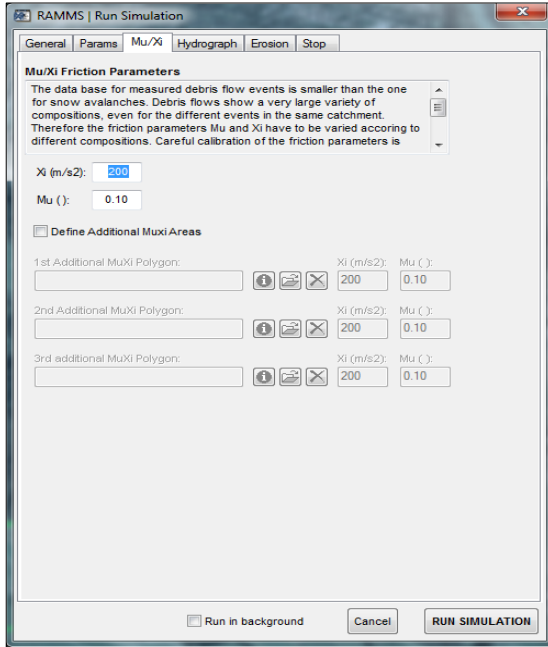 RAMMS | Run Simulation
General Params Mu/Xi Hydrograph Erosion Stop
Mu/Xi Friction Parameters
The data base for measured debris flow events is smaller than the one
for snow avalanches. Debris flows show a very large variety of
compositions, even for the different events in the same catchment.
Therefore the friction parameters Mu and Xi have to be varied accoring to
different compositions. Careful calibration of the friction parameters is
Xi (m/s2): 200
Mu ( ): 0.10
Define Additional Muxi Areas
1st Additional MuXi Polygon: Xi (m/s2): Mu ( ):
200 0.10
2nd Additional MuXi Polygon: Xi (m/s2): Mu ( ):
200 0.10
3rd additional MuXi Polygon: Xi (m/s2): Mu ( ):
200 0.10
Run in background Cancel RUN SIMULATION